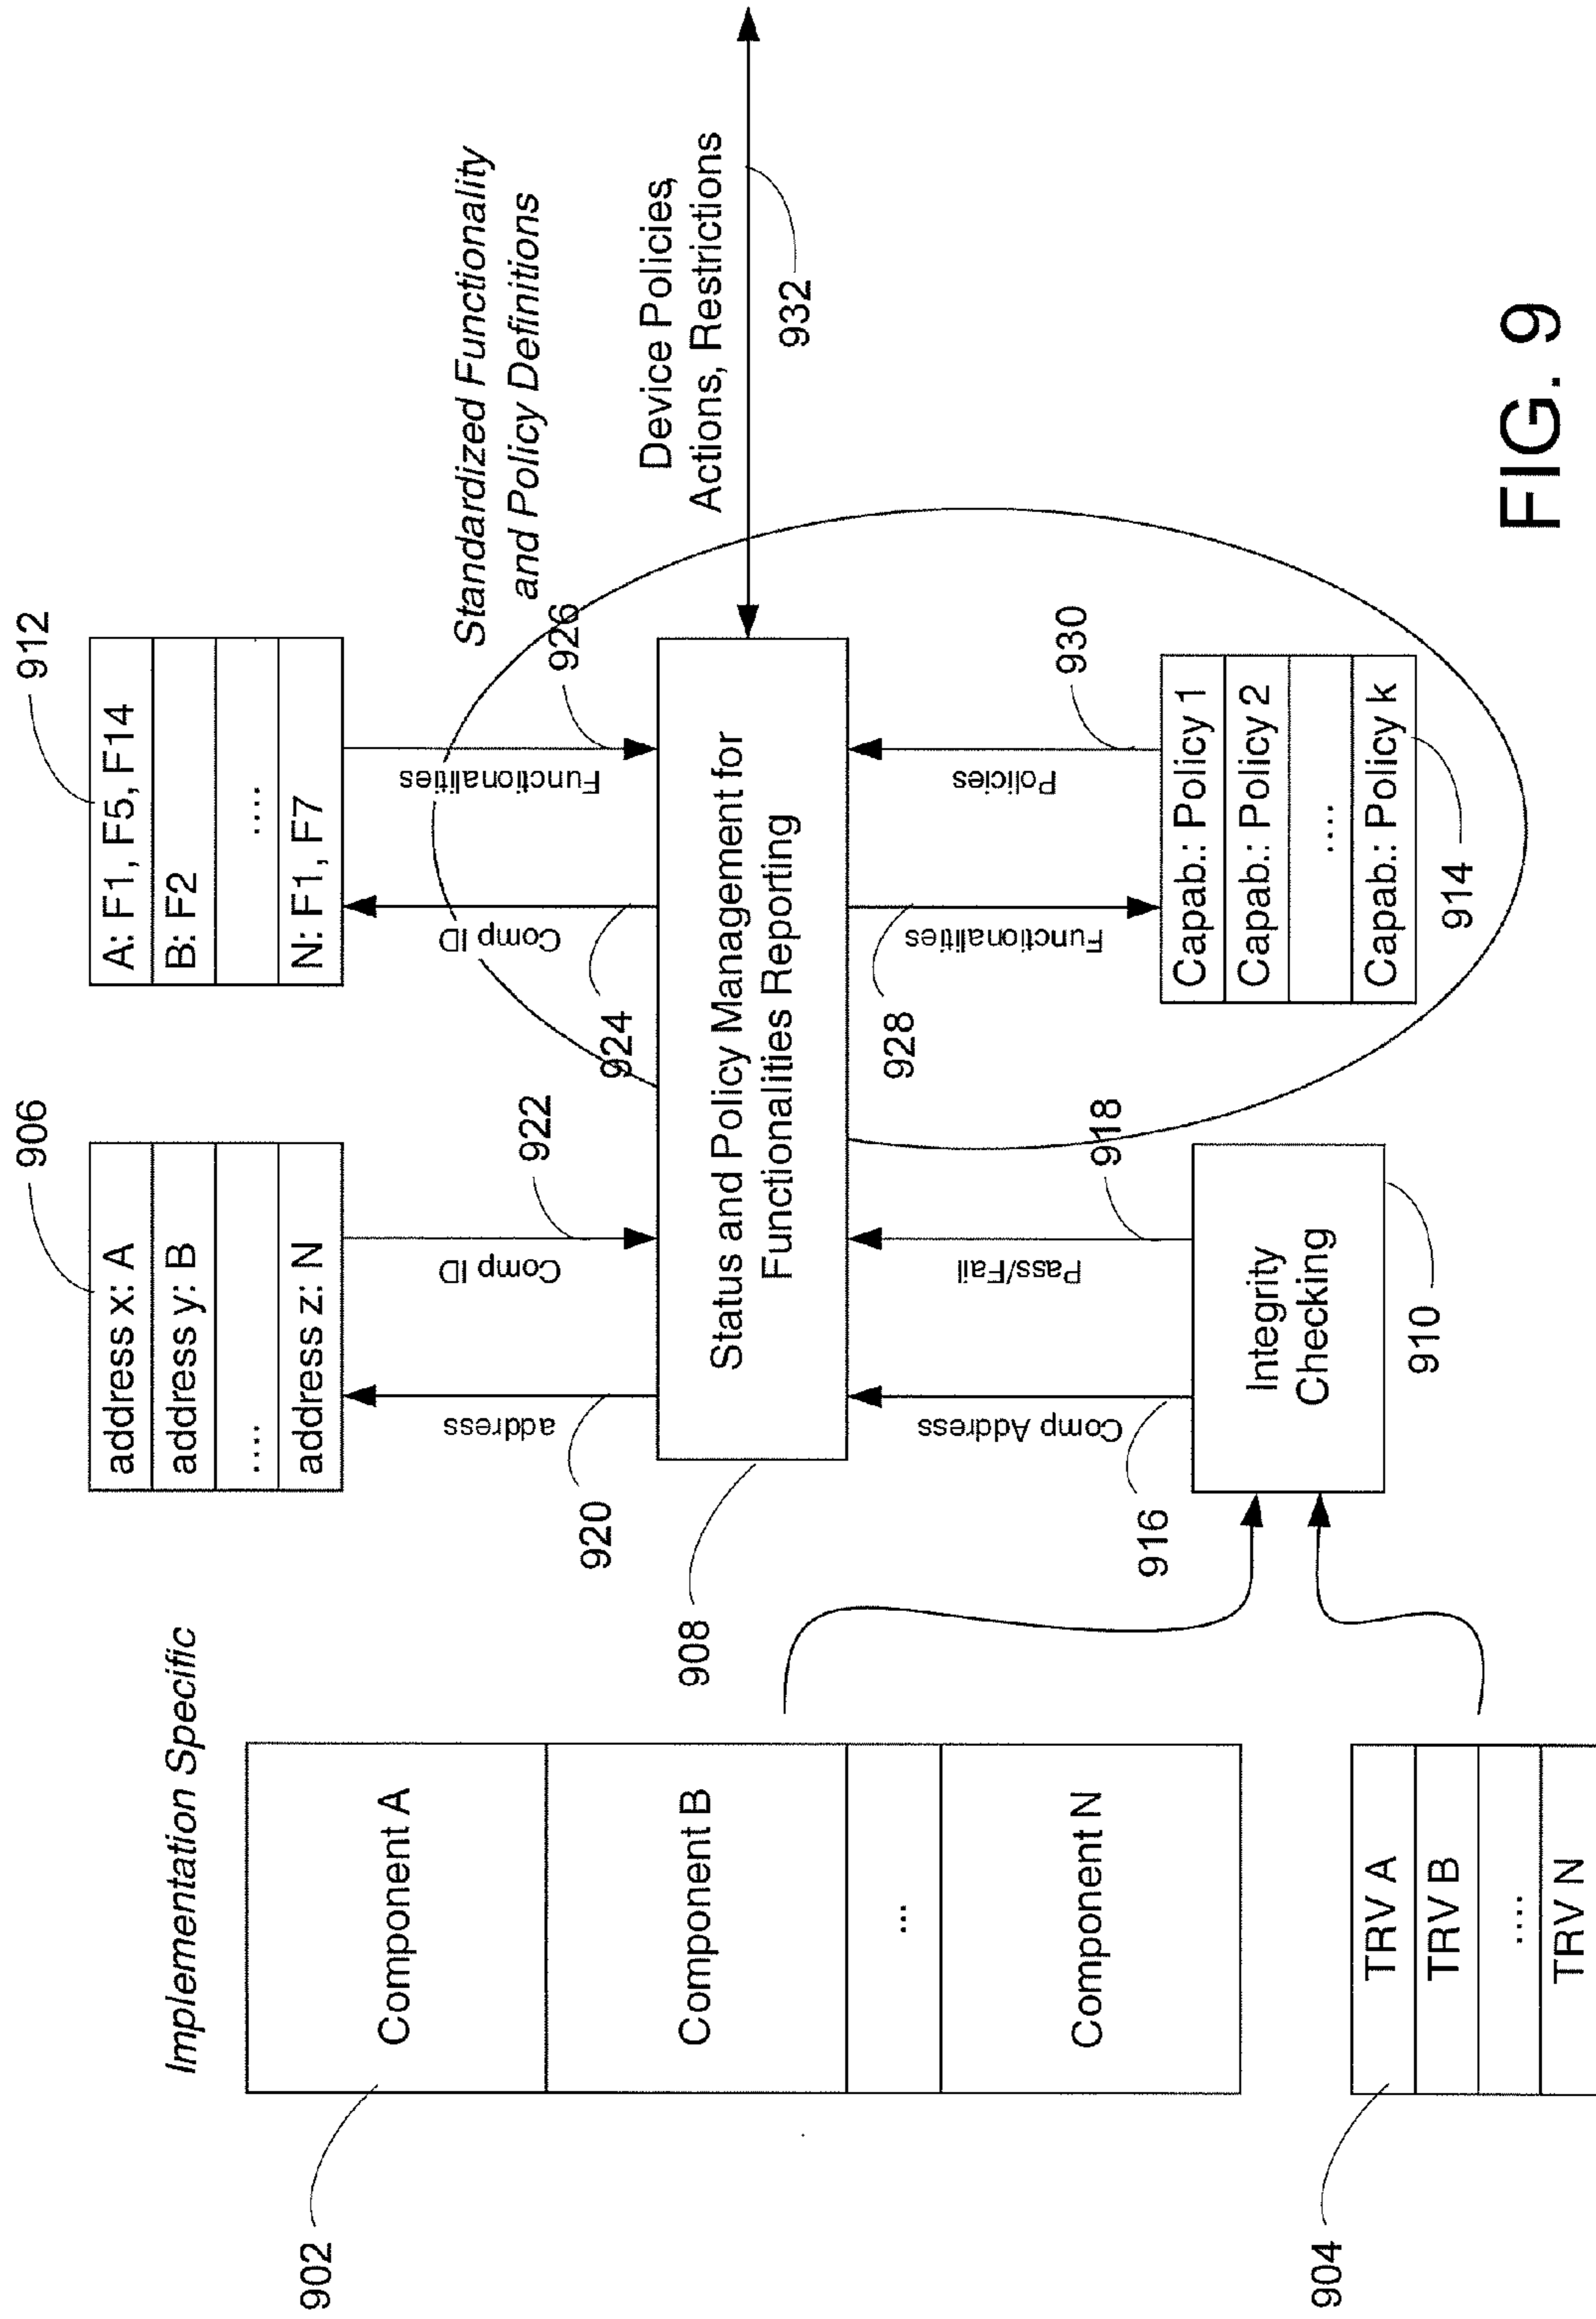 Implementation Specific
902
Component A
Component B
...
Component N
904
TRV A
TRV B
....
TRV N
906
address x: A
address y: B
....
address z: N
912
A: F1, F5, F14
B: F2
....
N: F1, F7
Standardized Functionality
and Policy Definitions
920
address
922
Comp ID
924
Comp ID
926
Functionalities
908
Status and Policy Management for
Functionalities Reporting
Device Policies,
Actions, Restrictions
932
916
Comp Address
918
Pass/Fail
928
Functionalities
930
Policies
Integrity
Checking
910
Capab.: Policy 1
Capab.: Policy 2
....
Capab.: Policy k
914
FIG. 9